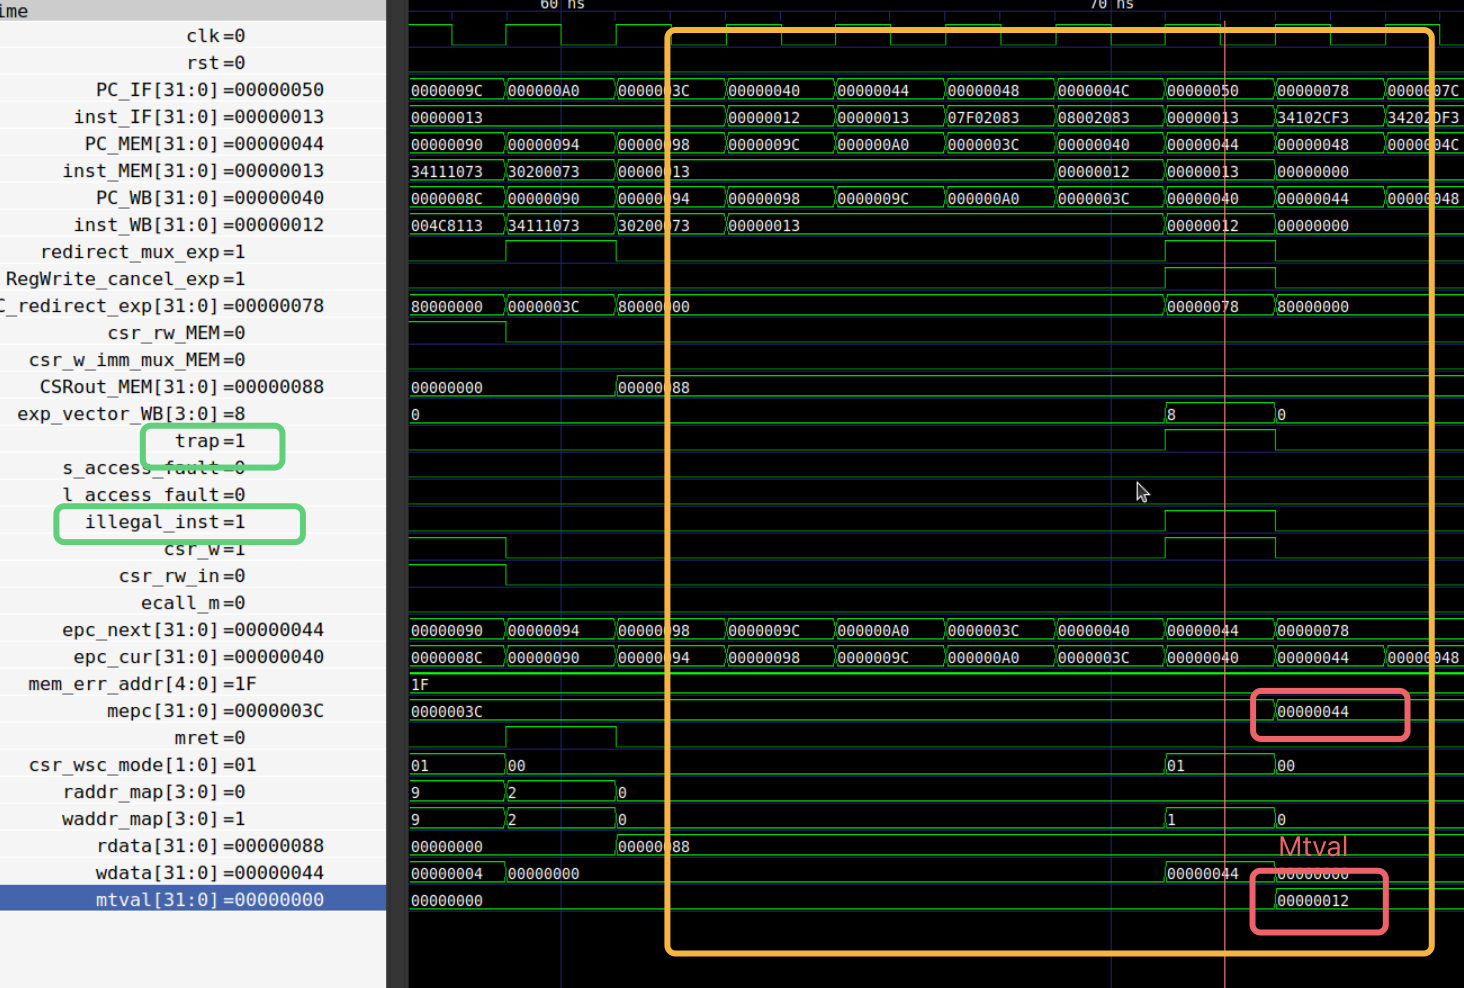 ime 60 ns 70 ns
clk=0
rst=0
PC_IF[31:0]=00000050 0000009C 000000A0 0000003C 00000040 00000044 00000048 0000004C 00000050 00000078 0000007C
inst_IF[31:0]=00000013 00000013 00000012 00000013 07F02083 08002083 00000013 34102CF3 34202DF3
PC_MEM[31:0]=00000044 00000090 00000094 00000098 0000009C 000000A0 0000003C 00000040 00000044 00000048 0000004C
inst_MEM[31:0]=00000013 34111073 30200073 00000013 00000012 00000013 00000000
PC_WB[31:0]=00000040 0000008C 00000090 00000094 00000098 0000009C 000000A0 0000003C 00000040 00000044 00000048
inst_WB[31:0]=00000012 004C8113 34111073 30200073 00000013 00000012 00000000
redirect_mux_exp=1
RegWrite_cancel_exp=1
C_redirect_exp[31:0]=00000078 80000000 0000003C 80000000 00000078 80000000
csr_rw_MEM=0
csr_w_imm_mux_MEM=0
CSRout_MEM[31:0]=00000088 00000000 00000088
exp_vector_WB[3:0]=8 0 8 0
trap=1
s_access_fault=0
l_access_fault=0
illegal_inst=1
csr_w=1
csr_rw_in=0
ecall_m=0
epc_next[31:0]=00000044 00000090 00000094 00000098 0000009C 000000A0 0000003C 00000040 00000044 00000078
epc_cur[31:0]=00000040 0000008C 00000090 00000094 00000098 0000009C 000000A0 0000003C 00000040 00000044 00000048
mem_err_addr[4:0]=1F 1F
mepc[31:0]=0000003C 0000003C 00000044
mret=0
csr_wsc_mode[1:0]=01 01 00 01 00
raddr_map[3:0]=0 9 2 0
waddr_map[3:0]=1 9 2 0 1 0
rdata[31:0]=00000088 00000000 00000088
Mtval
wdata[31:0]=00000044 00000004 00000000 00000044 00000000
mtval[31:0]=00000000 00000000 00000012